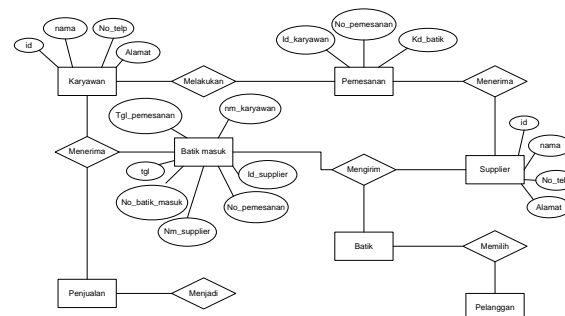 id
nama
No_telp
Alamat
Karyawan
Melakukan
Id_karyawan
No_pemesanan
Kd_batik
Pemesanan
Menerima
Tgl_pemesanan
nm_karyawan
Menerima
Batik masuk
tgl
No_batik_masuk
Nm_supplier
No_pemesanan
Id_supplier
Mengirim
Supplier
id
nama
No_telp
Alamat
Batik
Memilih
Penjualan
Menjadi
Pelanggan